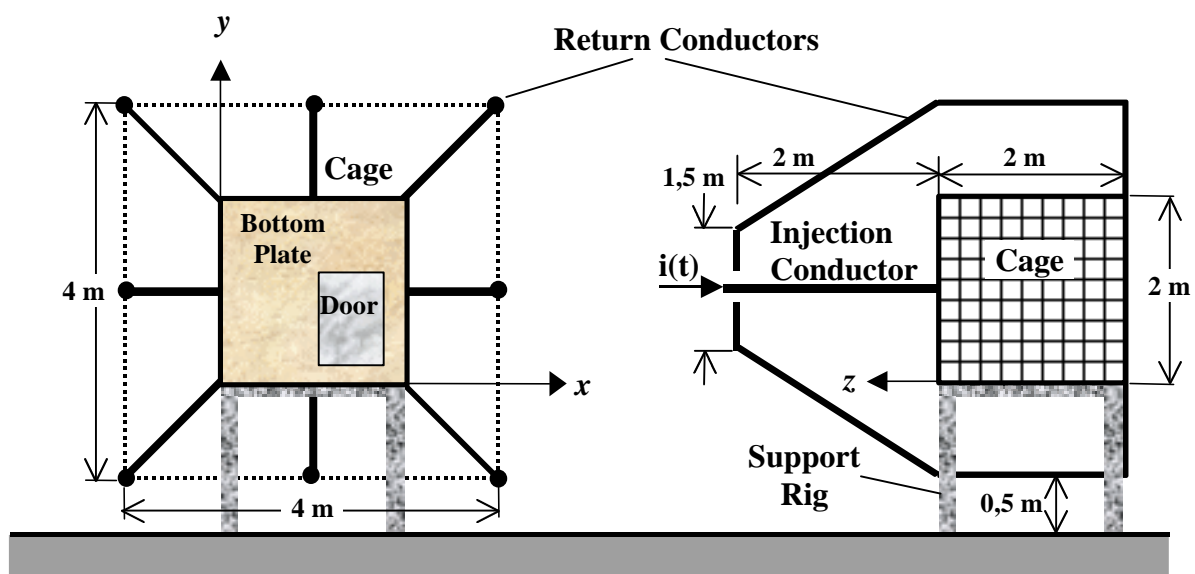 y
Return Conductors
Cage
Bottom
Plate
Door
4 m
x
4 m
2 m
2 m
1,5 m
Injection
Conductor
i(t)
Cage
2 m
z
Support
Rig
0,5 m